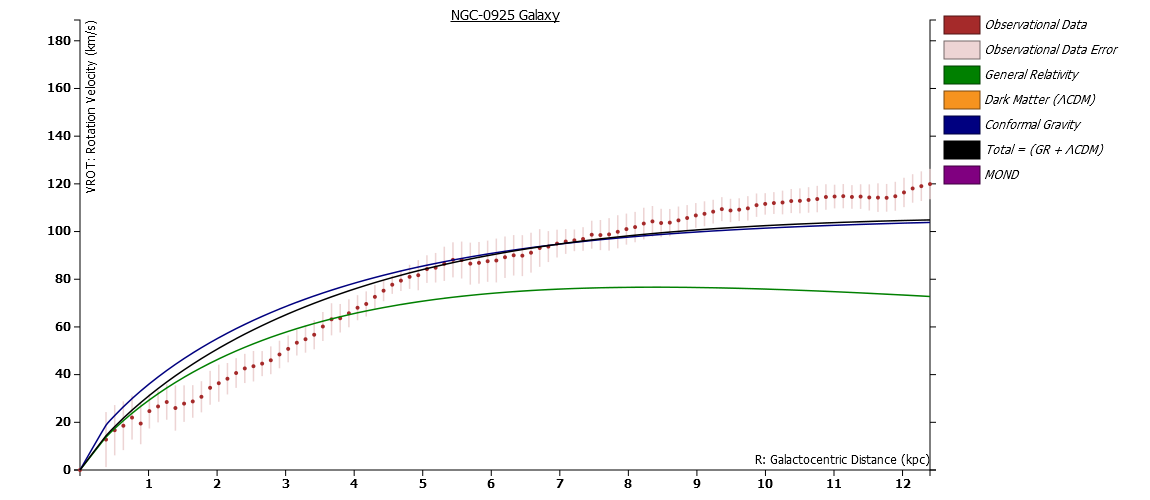 NGC-0925 Galaxy
VROT: Rotation Velocity (km/s)
180
160
140
120
100
80
60
40
20
0
1 2 3 4 5 6 7 8 9 10 11 12
R: Galactocentric Distance (kpc)
Observational Data
Observational Data Error
General Relativity
Dark Matter (ΛCDM)
Conformal Gravity
Total = (GR + ΛCDM)
MOND